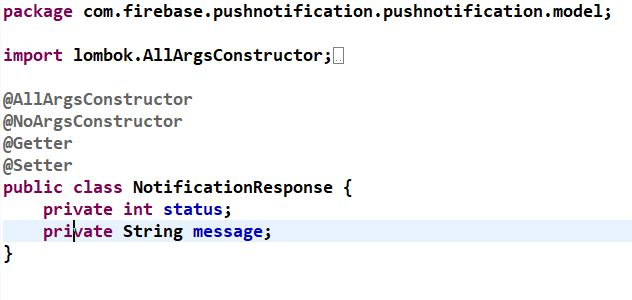 package com.firebase.pushnotification.pushnotification.model;
import lombok.AllArgsConstructor;
@AllArgsConstructor
@NoArgsConstructor
@Getter
@Setter
public class NotificationResponse {
private int status;
private String message;
}